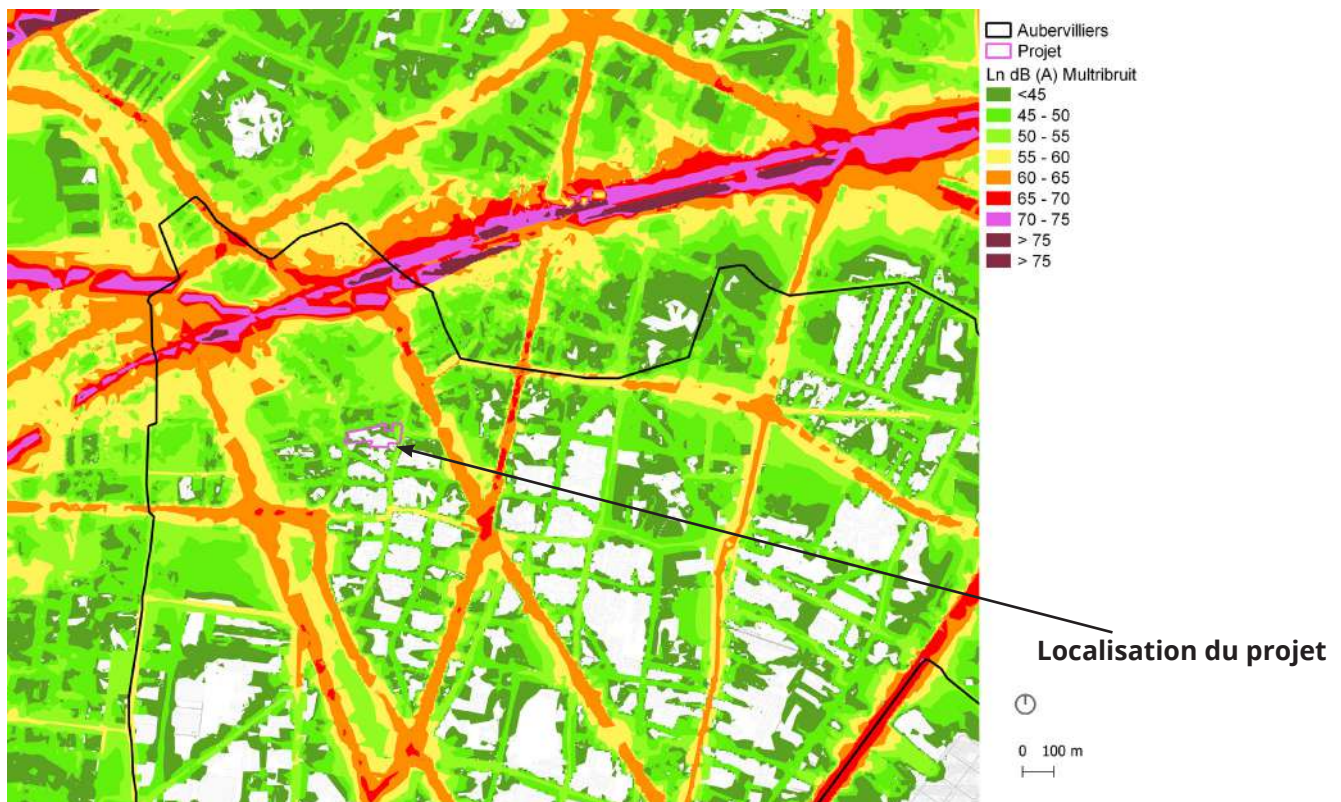 Aubervilliers
Projet
Ln dB (A) Multribruit
<45
45 - 50
50 - 55
55 - 60
60 - 65
65 - 70
70 - 75
> 75
> 75
Localisation du projet
0 100 m